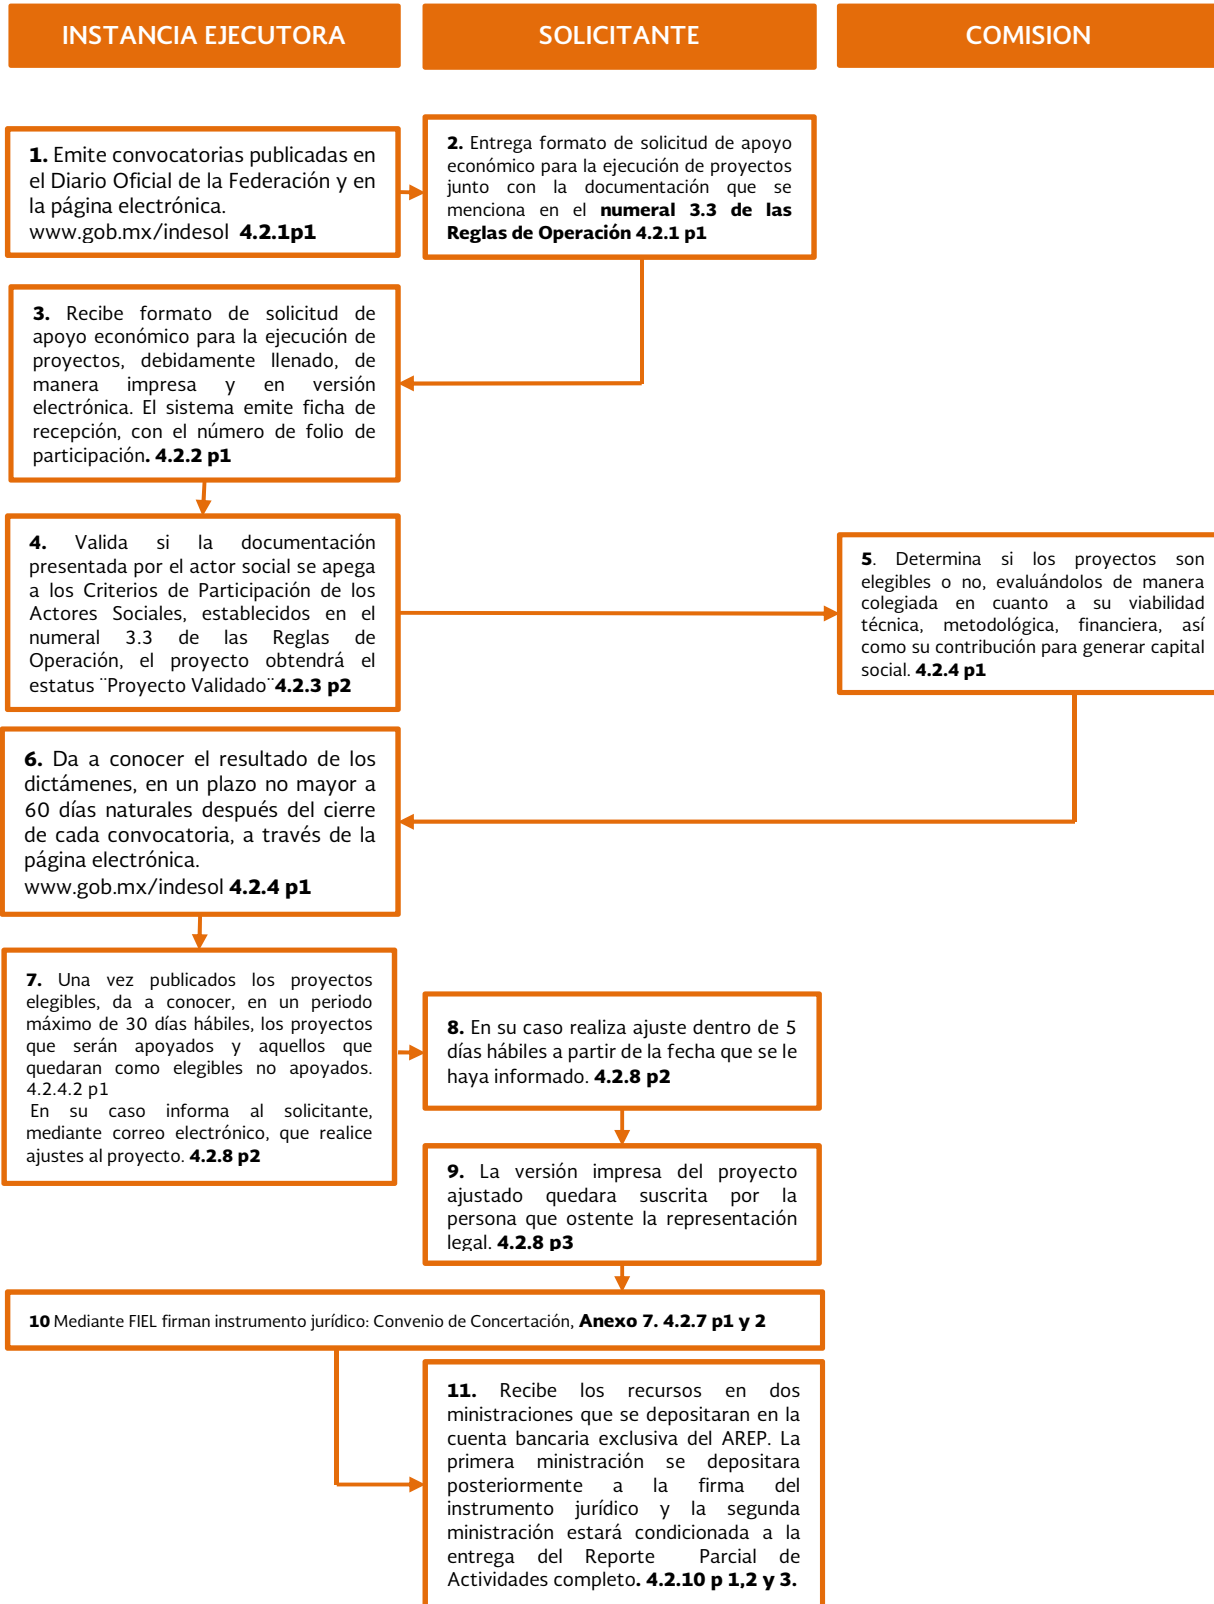 INSTANCIA EJECUTORA
SOLICITANTE
COMISION
1. Emite convocatorias publicadas en
el Diario Oficial de la Federación y en
la página electrónica.
www.gob.mx/indesol 4.2.1p1
2. Entrega formato de solicitud de apoyo
económico para la ejecución de proyectos
junto con la documentación que se
menciona en el numeral 3.3 de las
Reglas de Operación 4.2.1 p1
3. Recibe formato de solicitud de
apoyo económico para la ejecución de
proyectos, debidamente llenado, de
manera impresa y en versión
electrónica. El sistema emite ficha de
recepción, con el número de folio de
participación. 4.2.2 p1
4. Valida si la documentación
presentada por el actor social se apega
a los Criterios de Participación de los
Actores Sociales, establecidos en el
numeral 3.3 de las Reglas de
Operación, el proyecto obtendrá el
estatus ¨Proyecto Validado¨4.2.3 p2
5. Determina si los proyectos son
elegibles o no, evaluándolos de manera
colegiada en cuanto a su viabilidad
técnica, metodológica, financiera, así
como su contribución para generar capital
social. 4.2.4 p1
6. Da a conocer el resultado de los
dictámenes, en un plazo no mayor a
60 días naturales después del cierre
de cada convocatoria, a través de la
página electrónica.
www.gob.mx/indesol 4.2.4 p1
7. Una vez publicados los proyectos
elegibles, da a conocer, en un periodo
máximo de 30 días hábiles, los proyectos
que serán apoyados y aquellos que
quedaran como elegibles no apoyados.
4.2.4.2 p1
En su caso informa al solicitante,
mediante correo electrónico, que realice
ajustes al proyecto. 4.2.8 p2
8. En su caso realiza ajuste dentro de 5
días hábiles a partir de la fecha que se le
haya informado. 4.2.8 p2
9. La versión impresa del proyecto
ajustado quedara suscrita por la
persona que ostente la representación
legal. 4.2.8 p3
10 Mediante FIEL firman instrumento jurídico: Convenio de Concertación, Anexo 7. 4.2.7 p1 y 2
11. Recibe los recursos en dos
ministraciones que se depositaran en la
cuenta bancaria exclusiva del AREP. La
primera ministración se depositara
posteriormente a la firma del
instrumento jurídico y la segunda
ministración estará condicionada a la
entrega del Reporte Parcial de
Actividades completo. 4.2.10 p 1,2 y 3.